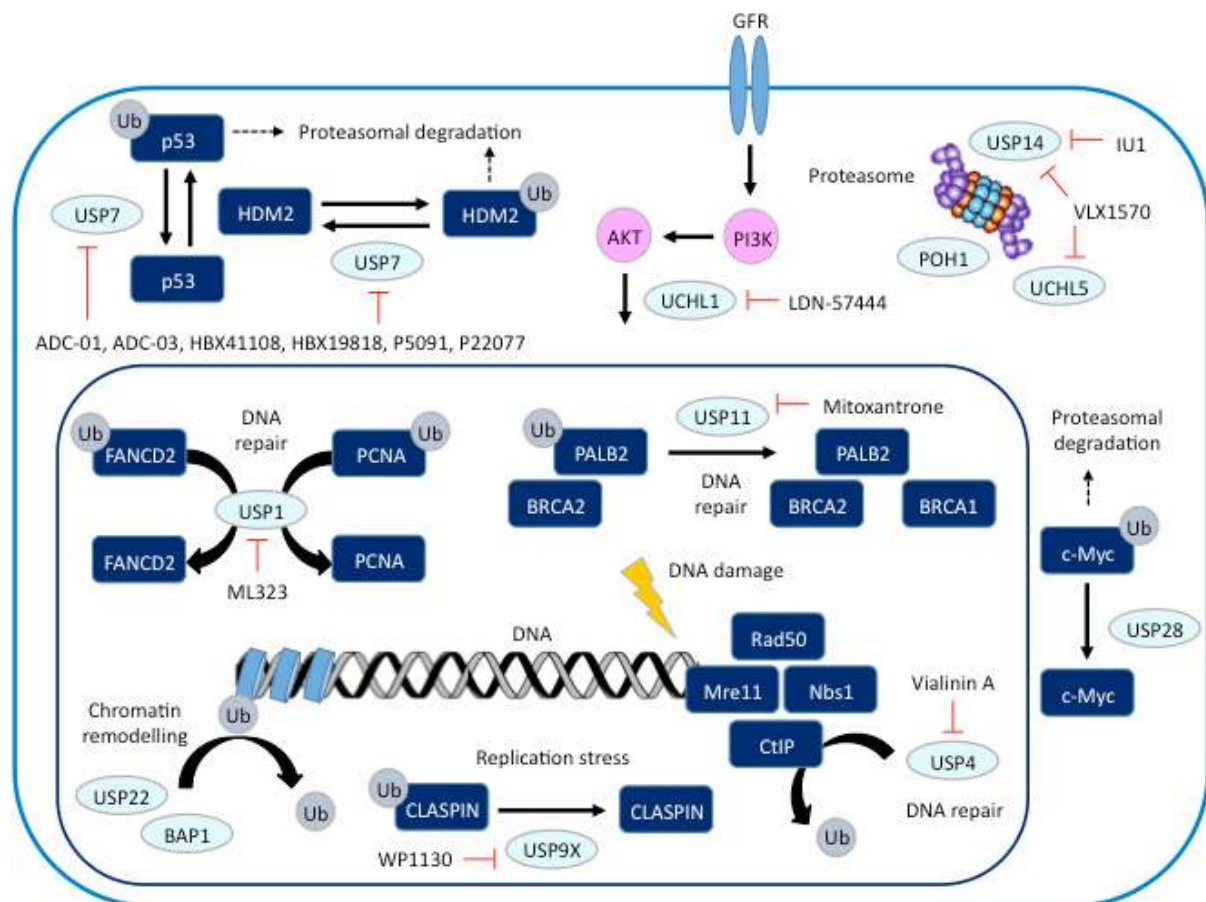 GFR
Ub
p53
Proteasomal degradation
USP7
HDM2
HDM2
Ub
p53
USP7
ADC-01, ADC-03, HBX41108, HBX19818, P5091, P22077
AKT
PI3K
UCHL1
LDN-57444
Proteasome
USP14
IU1
VLX1570
POH1
UCHL5
Ub
FANCD2
DNA
repair
PCNA
Ub
USP1
FANCD2
PCNA
ML323
USP11
Mitoxantrone
Ub
PALB2
BRCA2
DNA
repair
PALB2
BRCA2
BRCA1
Proteasomal
degradation
Ub
c-Myc
USP28
c-Myc
DNA damage
DNA
Rad50
Mre11
Nbs1
CtIP
Vialinin A
USP4
DNA repair
Ub
Ub
Chromatin
remodelling
USP22
BAP1
Ub
Replication stress
Ub
CLASPIN
CLASPIN
WP1130
USP9X